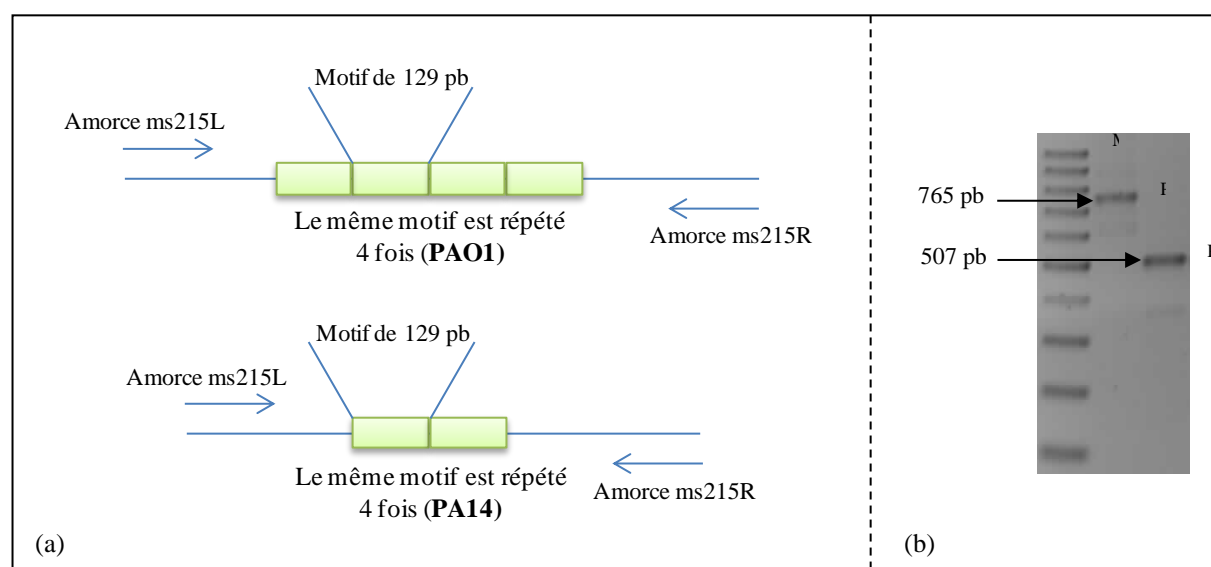 Motif de 129 pb
Amorce ms215L
Le même motif est répété
4 fois (PAO1)
Amorce ms215R
Motif de 129 pb
Amorce ms215L
Le même motif est répété
4 fois (PA14)
Amorce ms215R
(a)
765 pb
507 pb
(b)